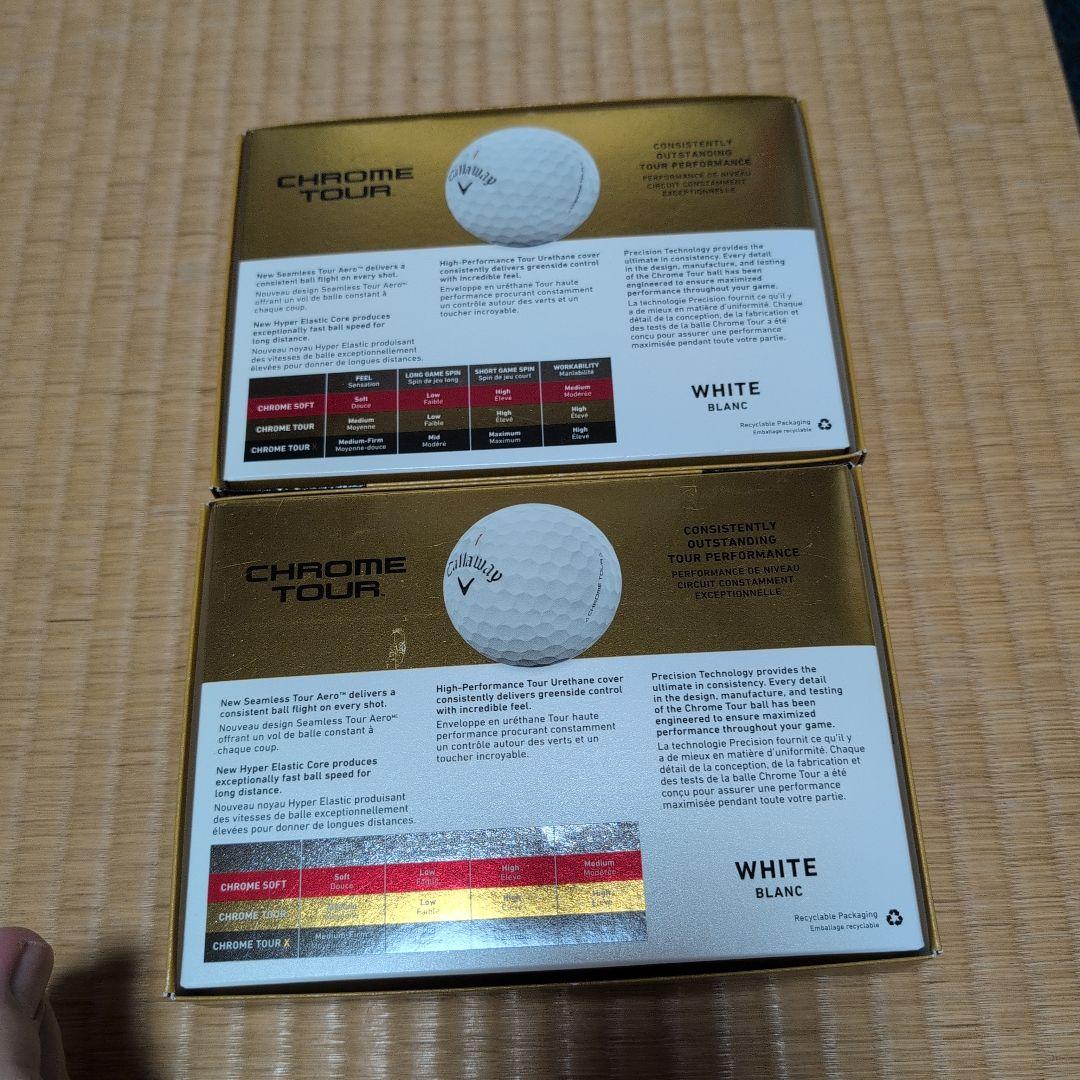 CHROME
TOUR
Callaway
CONSISTENTLY
OUTSTANDING
TOUR PERFORMANCE
PERFORMANCE DE NIVEAU
CIRCUIT CONSTAMMENT
EXCEPTIONNELLE
New Seamless Tour Aero™ delivers a
consistent ball flight on every shot.
Nouveau design Seamless Tour Aero MC
offrant un vol de balle constant à
chaque coup.
New Hyper Elastic Core produces
exceptionally fast ball speed for
long distance.
Nouveau noyau Hyper Elastic produisant
des vitesses de balle exceptionnellement
élevées pour donner de longues distances.
High-Performance Tour Urethane cover
consistently delivers greenside control
with incredible feel.
Enveloppe en uréthane Tour haute
performance procurant constamment
un contrôle autour des verts et un
toucher incroyable.
Precision Technology provides the
ultimate in consistency. Every detail
in the design, manufacture, and testing
of the Chrome Tour ball has been
engineered to ensure maximized
performance throughout your game.
La technologie Precision fournit ce qu'il y
a de mieux en matière d'uniformité. Chaque
détail de la conception, de la fabrication et
des tests de la balle Chrome Tour a été
conçu pour assurer une performance
maximisée pendant toute votre partie.
FEEL LONG GAME SPIN SHORT GAME SPIN WORKABILITY
Sensation Spin de jeu long Spin de jeu court Maniabilité
CHROME SOFT Soft Low High Medium
Douce Faible Élevé Modérée
CHROME TOUR Medium Low High High
Moyenne Faible Élevé Élevé
CHROME TOUR X Medium-Firm Mid Maximum High
Moyenne-douce Modéré Maximum Élevé
WHITE
BLANC
Recyclable Packaging
Emballage recyclable
CHROME
TOUR™
Callaway
CHROME TOUR
CONSISTENTLY
OUTSTANDING
TOUR PERFORMANCE
PERFORMANCE DE NIVEAU
CIRCUIT CONSTAMMENT
EXCEPTIONNELLE
New Seamless Tour Aero™ delivers a
consistent ball flight on every shot.
Nouveau design Seamless Tour Aero MC
offrant un vol de balle constant à
chaque coup.
New Hyper Elastic Core produces
exceptionally fast ball speed for
long distance.
Nouveau noyau Hyper Elastic produisant
des vitesses de balle exceptionnellement
élevées pour donner de longues distances.
High-Performance Tour Urethane cover
consistently delivers greenside control
with incredible feel.
Enveloppe en uréthane Tour haute
performance procurant constamment
un contrôle autour des verts et un
toucher incroyable.
Precision Technology provides the
ultimate in consistency. Every detail
in the design, manufacture, and testing
of the Chrome Tour ball has been
engineered to ensure maximized
performance throughout your game.
La technologie Precision fournit ce qu'il y
a de mieux en matière d'uniformité. Chaque
détail de la conception, de la fabrication et
des tests de la balle Chrome Tour a été
conçu pour assurer une performance
maximisée pendant toute votre partie.
CHROME SOFT Soft Low High Medium
Douce Faible Élevé Modérée
CHROME TOUR Low High
Faible Élevé
CHROME TOUR X Medium-Firm
WHITE
BLANC
Recyclable Packaging
Emballage recyclable